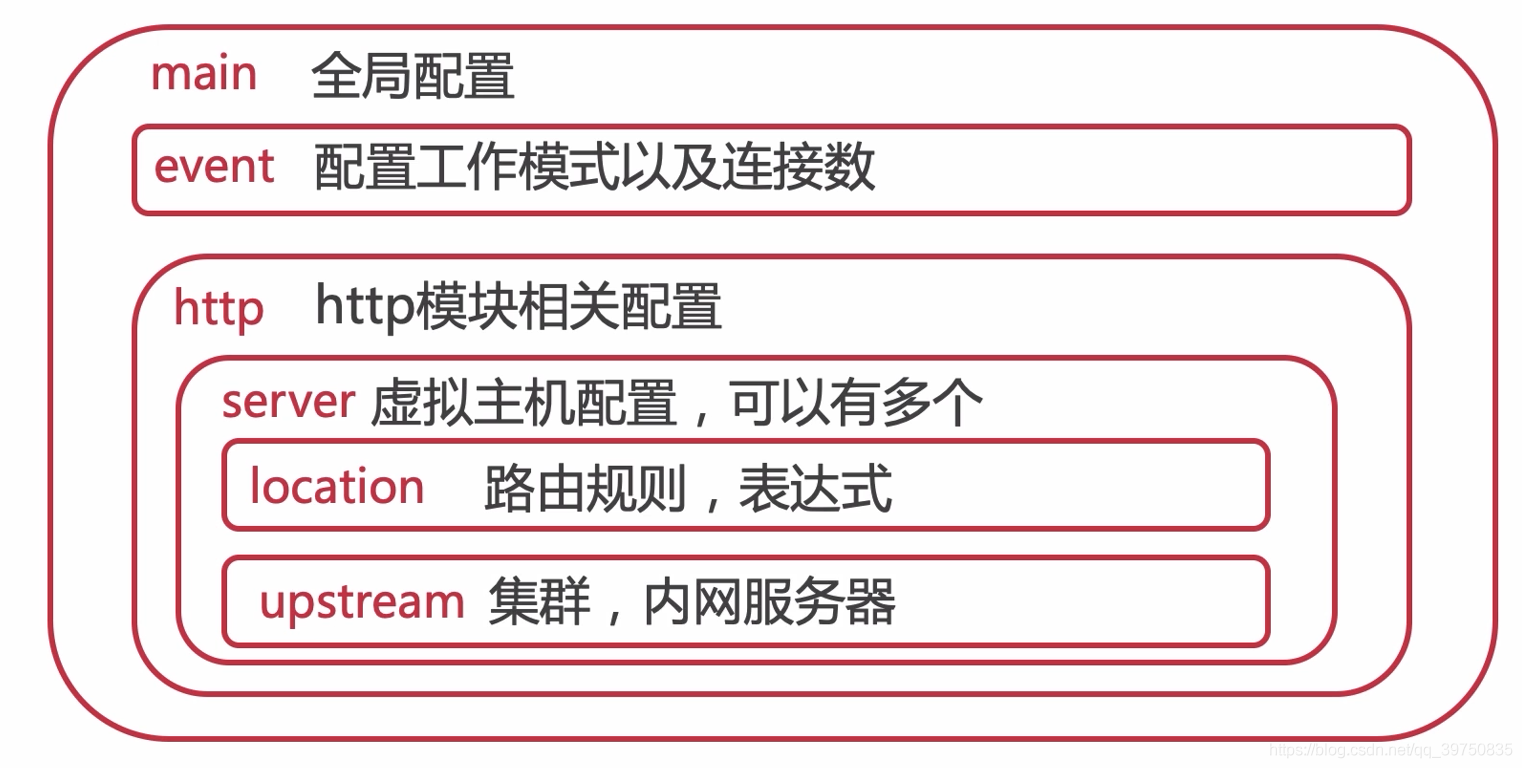 main 全局配置
event 配置工作模式以及连接数
http http模块相关配置
server 虚拟主机配置，可以有多个
location 路由规则，表达式
upstream 集群，内网服务器
https://blog.csdn.net/qq_39750835